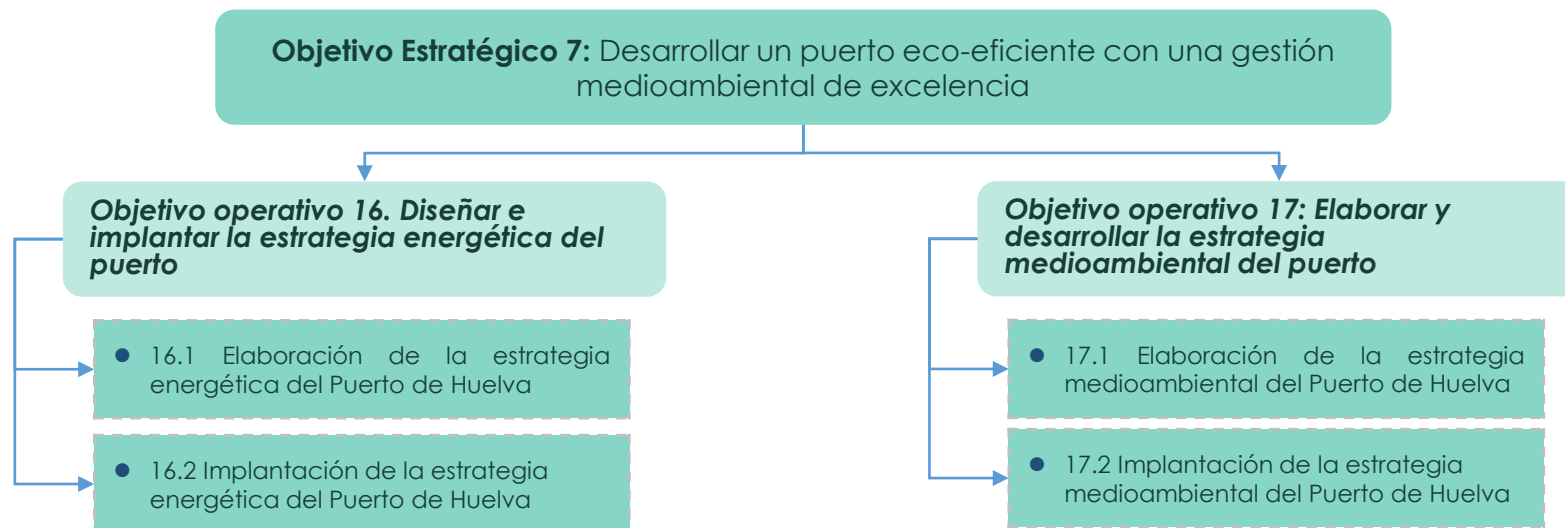 Objetivo Estratégico 7: Desarrollar un puerto eco-eficiente con una gestión
medioambiental de excelencia
Objetivo operativo 16. Diseñar e
implantar la estrategia energética del
puerto
16.1 Elaboración de la estrategia
energética del Puerto de Huelva
16.2 Implantación de la estrategia
energética del Puerto de Huelva
Objetivo operativo 17: Elaborar y
desarrollar la estrategia
medioambiental del puerto
17.1 Elaboración de la estrategia
medioambiental del Puerto de Huelva
17.2 Implantación de la estrategia
medioambiental del Puerto de Huelva